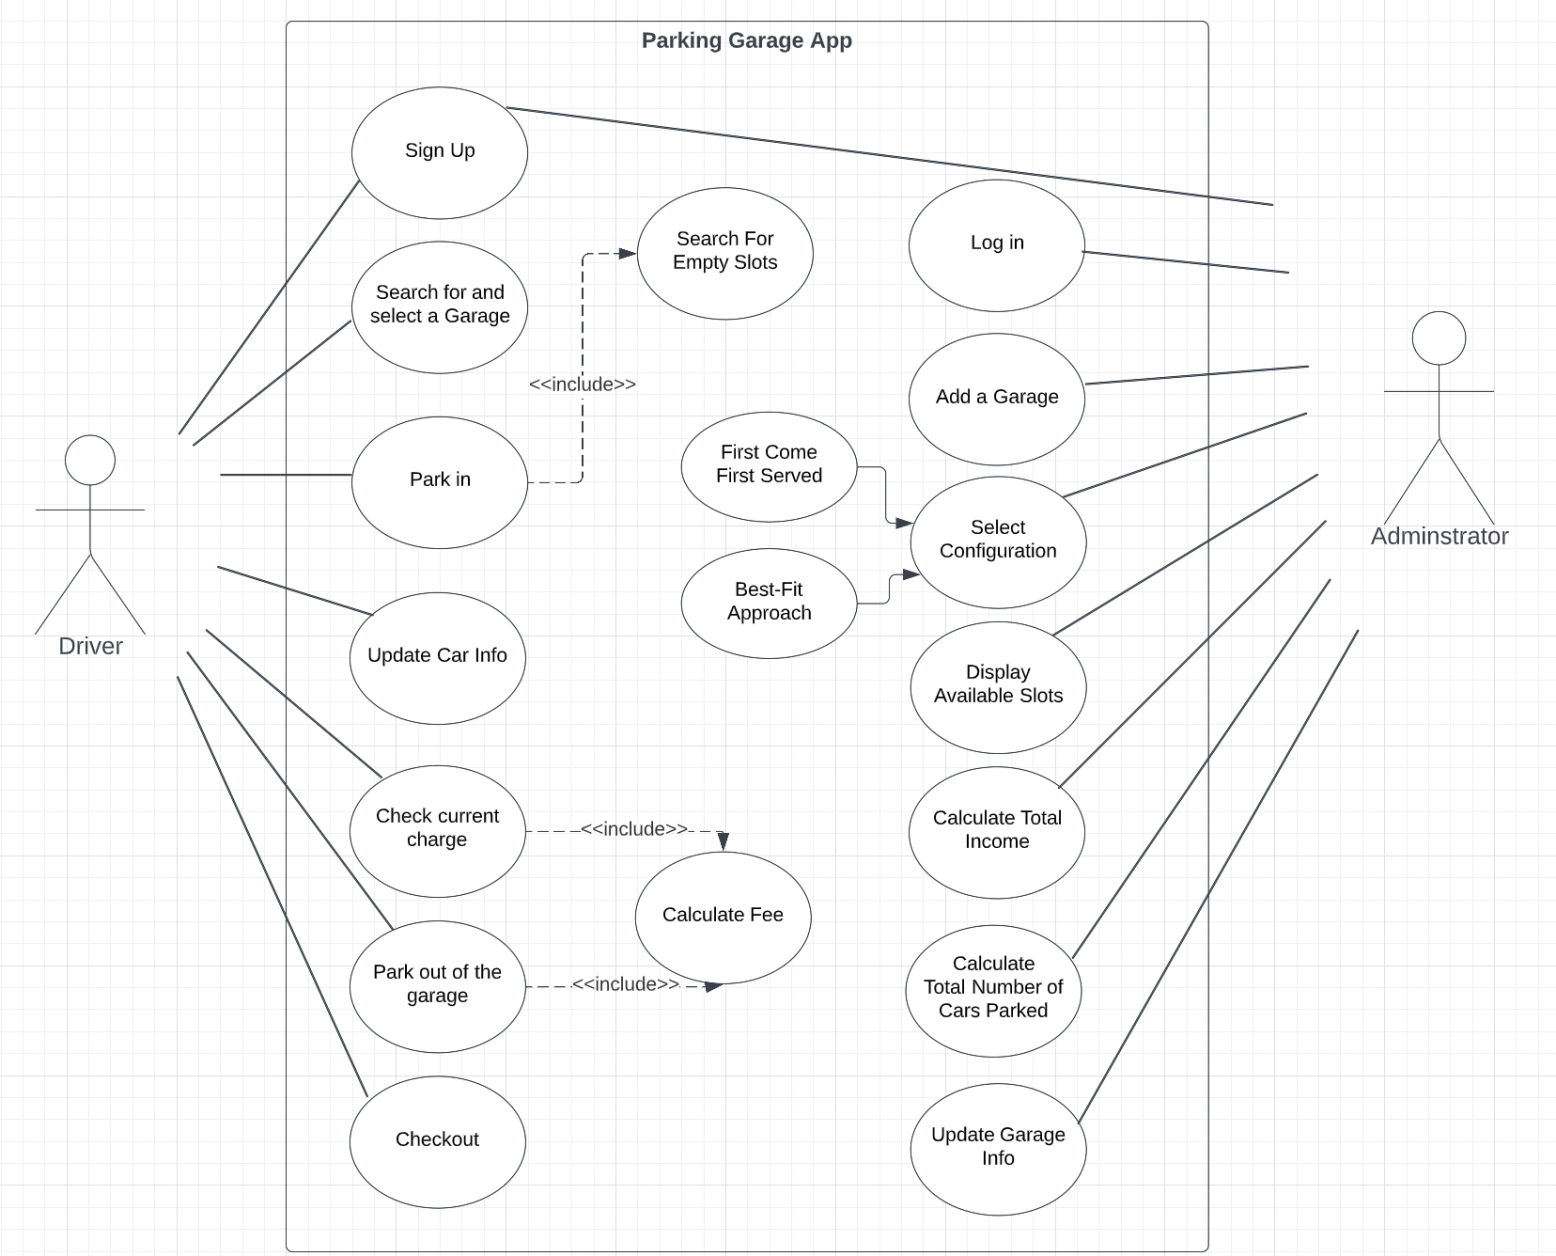 Parking Garage App
Sign Up
Search For
Empty Slots
Log in
Search for and
select a Garage
<<include>>
Add a Garage
Park in
First Come
First Served
Select
Configuration
Adminstrator
Driver
Best-Fit
Approach
Update Car Info
Display
Available Slots
Check current
charge
<<include>>
Calculate Total
Income
Calculate Fee
Park out of the
garage
<<include>>
Calculate
Total Number of
Cars Parked
Checkout
Update Garage
Info